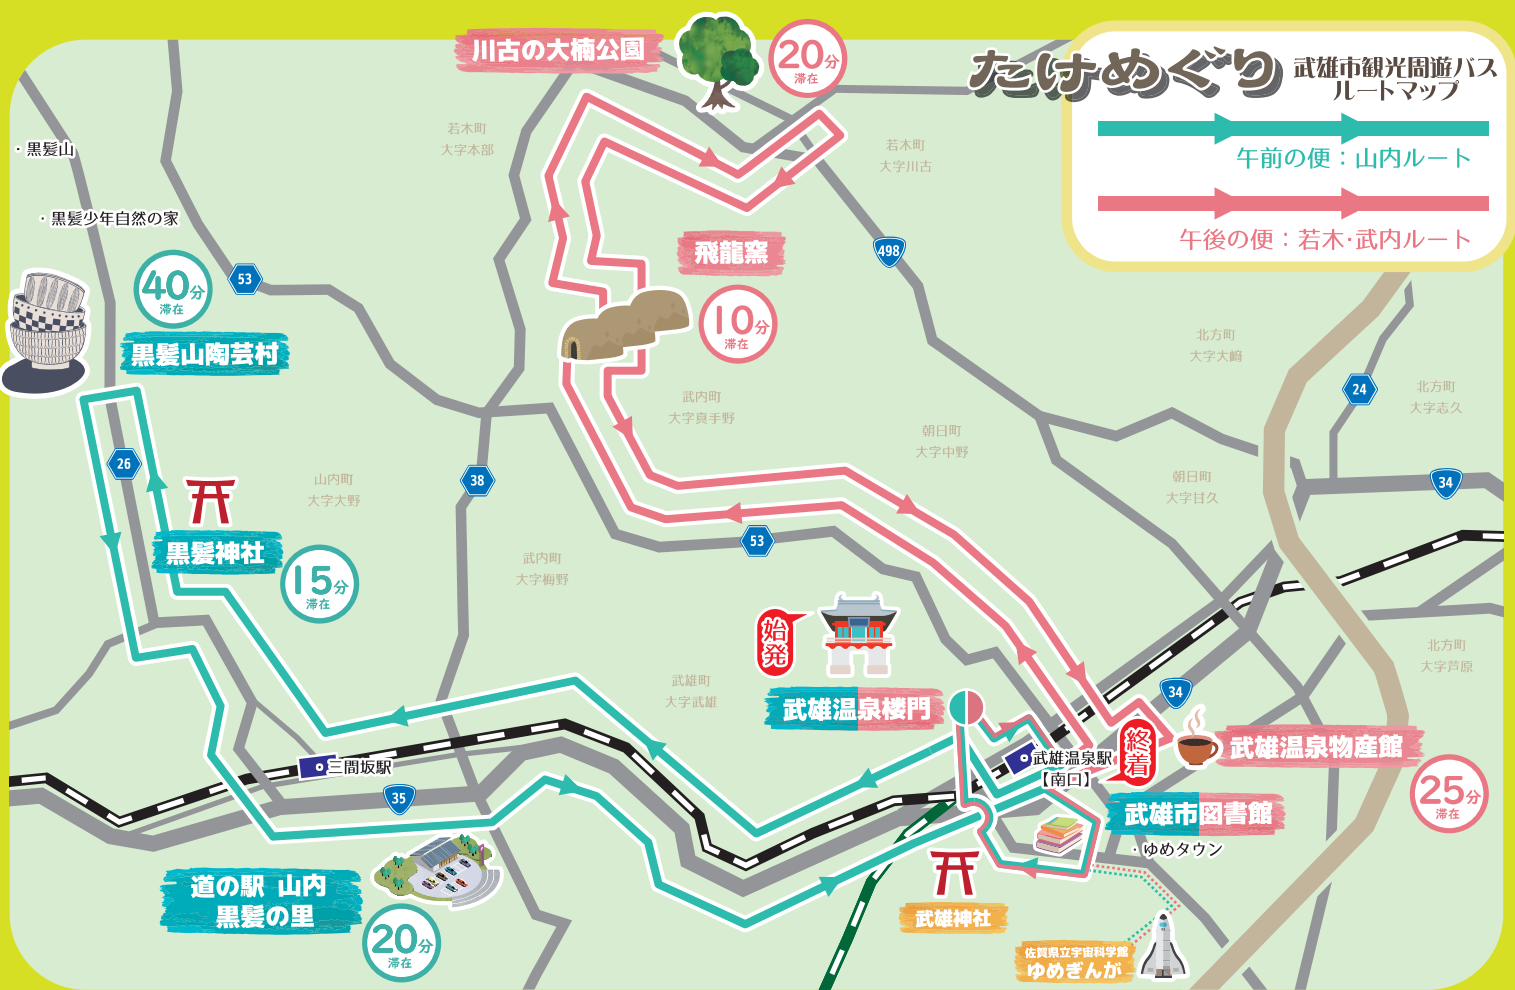 たけめぐり
武雄市観光周遊バス
ルートマップ
午前の便：山内ルート
午後の便：若木・武内ルート
川古の大楠公園
20分
滞在
若木町
大字本部
若木町
大字川古
・黒髪山
・黒髪少年自然の家
40分
滞在
53
黒髪山陶芸村
飛龍窯
10分
滞在
498
北方町
大字大﨑
24
北方町
大字志久
武内町
大字真手野
朝日町
大字中野
朝日町
大字甘久
34
26
山内町
大字大野
38
黒髪神社
15分
滞在
53
武内町
大字梅野
始発
武雄温泉楼門
武雄町
大字武雄
北方町
大字芦原
34
終着
武雄温泉物産館
25分
滞在
武雄温泉駅
【南口】
三間坂駅
35
武雄市図書館
・ゆめタウン
道の駅 山内
黒髪の里
20分
滞在
武雄神社
佐賀県立宇宙科学館
ゆめぎんが